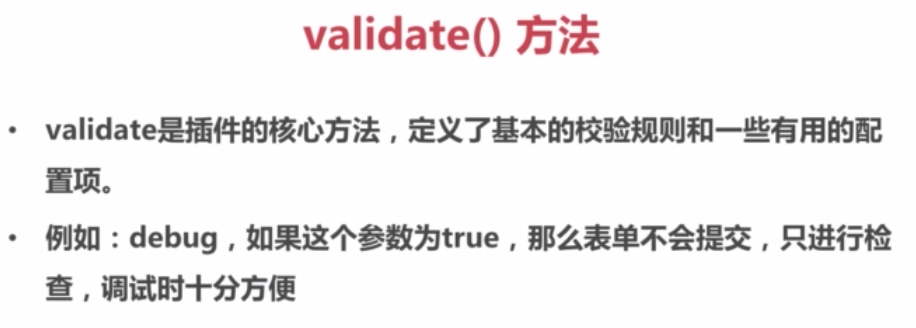 validate() 方法
• validate是插件的核心方法，定义了基本的校验规则和一些有用的配
置项。
• 例如：debug，如果这个参数为true，那么表单不会提交，只进行检
查，调试时十分方便